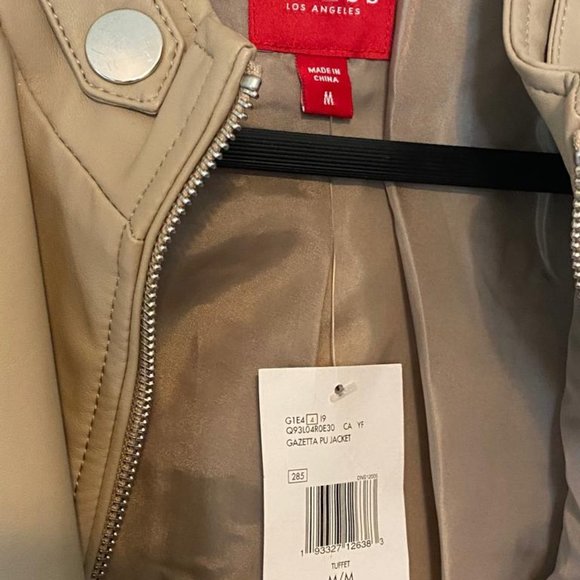 LOS ANGELES
MADE IN
CHINA
M
G1E4 4 I9
Q93L04R0E30 CA YF
GAZETTA PU JACKET
285
1 93327 12638 3
TUFFET
M/M